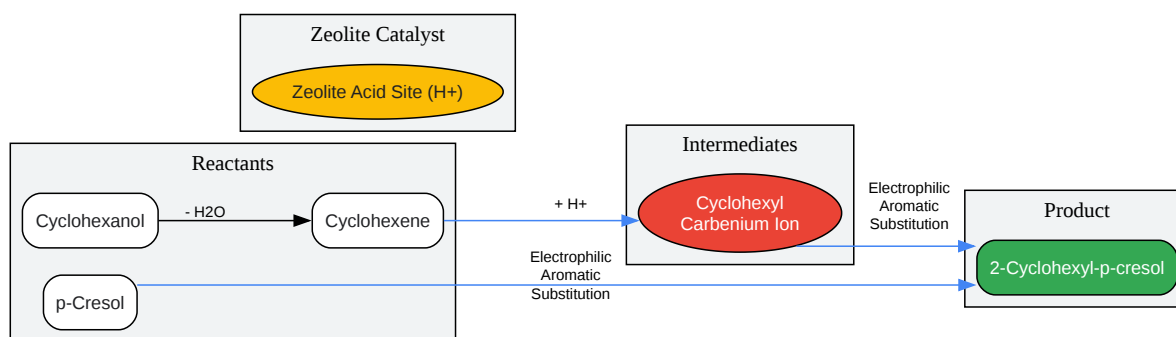 Zeolite Catalyst
Zeolite Acid Site (H+)
Reactants
Cyclohexanol
- H2O
Cyclohexene
p-Cresol
+ H+
Electrophilic
Aromatic
Substitution
Intermediates
Cyclohexyl
Carbenium Ion
Electrophilic
Aromatic
Substitution
Product
2-Cyclohexyl-p-cresol